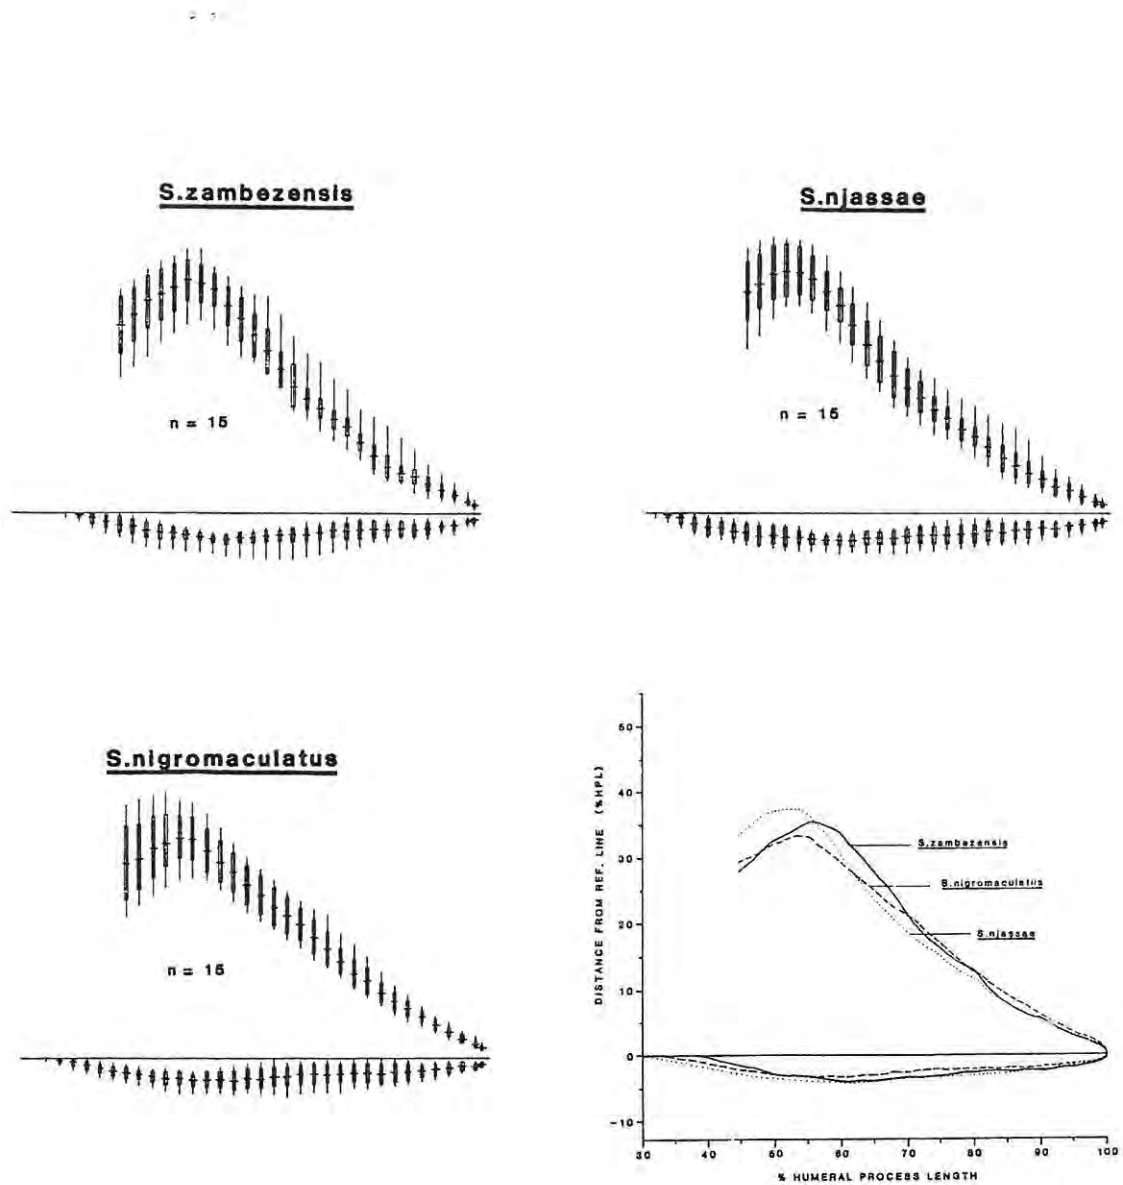 S.zambezensis
S.njassae
n = 15
n = 15
S.nigromaculatus
n = 15
DISTANCE FROM REF. LINE (%HPL)
50
40
30
20
10
0
-10
S.zambezensis
S.nigromaculatus
S.njassae
30 40 50 60 70 80 90 100
% HUMERAL PROCESS LENGTH